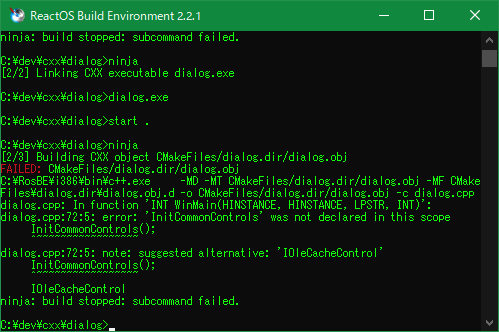 ReactOS Build Environment 2.2.1
ninja: build stopped: subcommand failed.
C:¥dev¥cxx¥dialog>ninja
[2/2] Linking CXX executable dialog.exe
C:¥dev¥cxx¥dialog>dialog.exe
C:¥dev¥cxx¥dialog>start .
C:¥dev¥cxx¥dialog>ninja
[2/3] Building CXX object CMakeFiles/dialog.dir/dialog.obj
FAILED: CMakeFiles/dialog.dir/dialog.obj
C:¥RosBE¥i386¥bin¥c++.exe     -MD -MT CMakeFiles/dialog.dir/dialog.obj -MF CMake
Files¥dialog.dir¥dialog.obj.d -o CMakeFiles/dialog.dir/dialog.obj -c dialog.cpp
dialog.cpp: In function 'INT WinMain(HINSTANCE, HINSTANCE, LPSTR, INT)':
dialog.cpp:72:5: error: 'InitCommonControls' was not declared in this scope
     InitCommonControls();
     ^~~~~~~~~~~~~~~~~~
dialog.cpp:72:5: note: suggested alternative: 'IOleCacheControl'
     InitCommonControls();
     ^~~~~~~~~~~~~~~~~~
     IOleCacheControl
ninja: build stopped: subcommand failed.
C:¥dev¥cxx¥dialog>